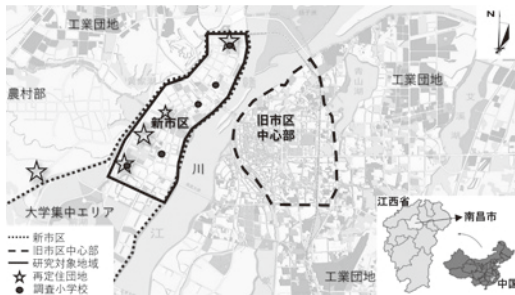 工業団地
N
農村部
工業団地
新市区
旧市区
中心部
川
江
大学集中エリア
江西省
南昌市
中国
工業団地
新市区
旧市区中心部
研究対象地域
再定住団地
調査小学校